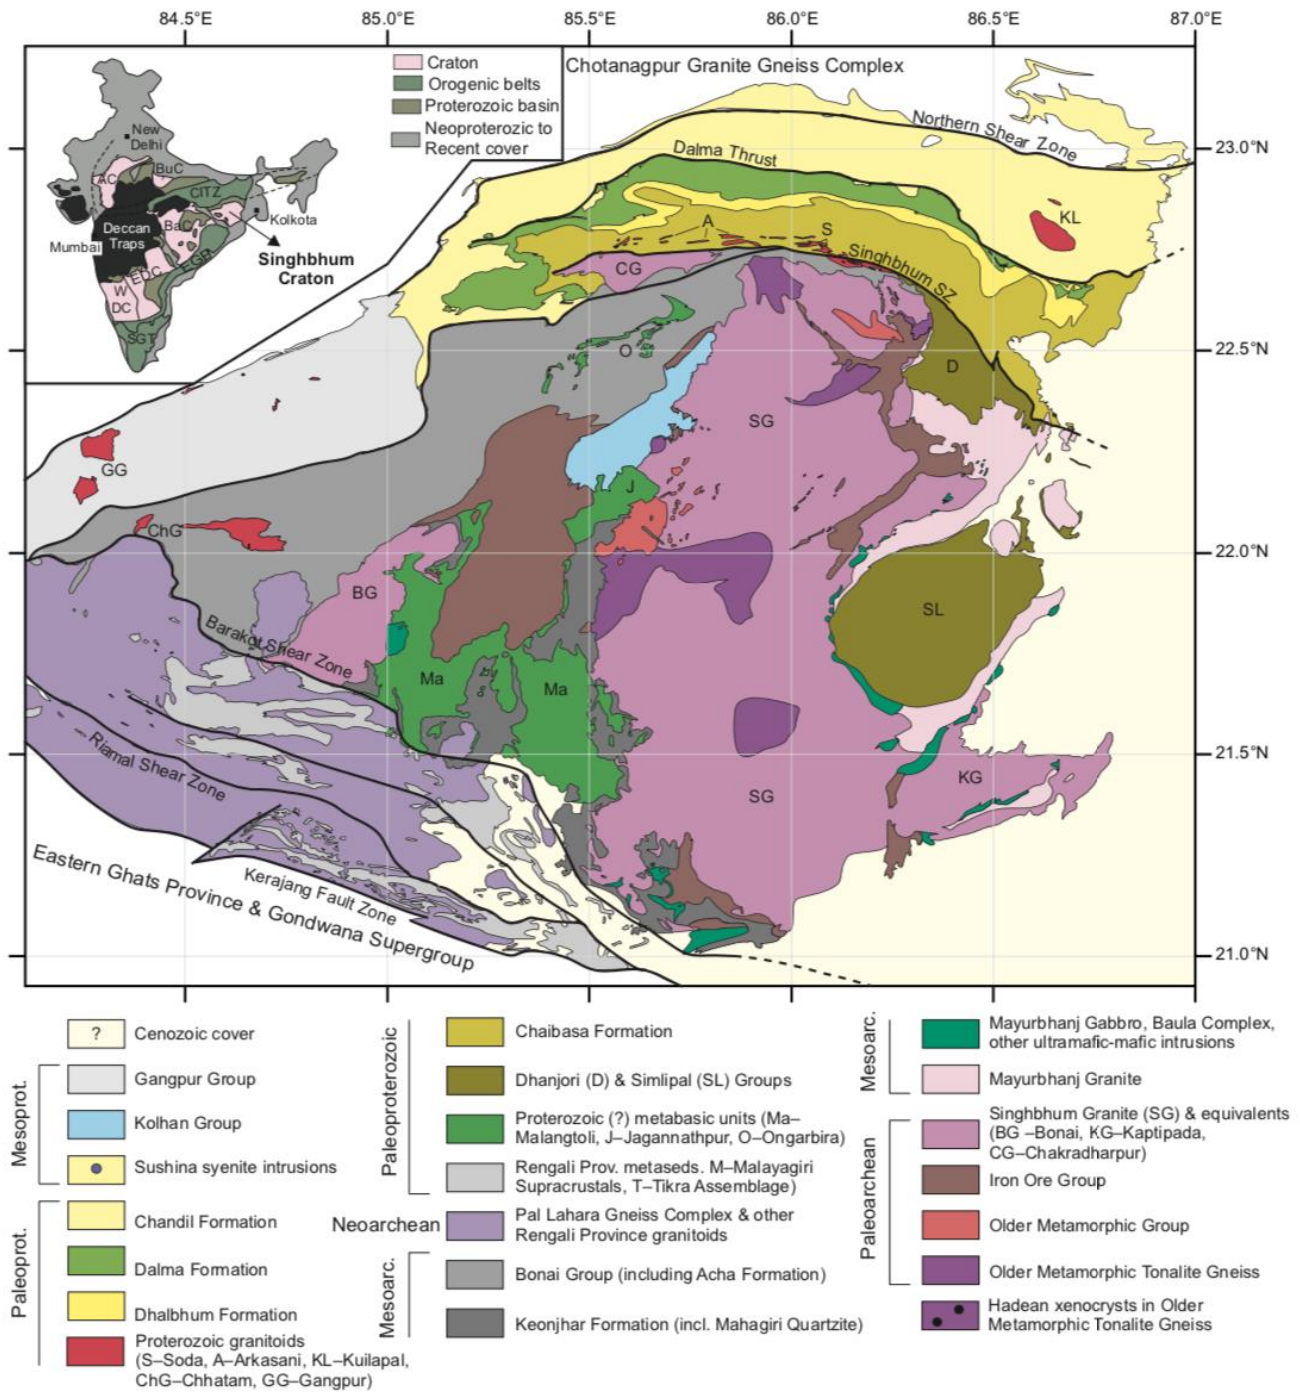 84.5°E
85.0°E
85.5°E
86.0°E
86.5°E
87.0°E
Craton
Orogenic belts
Proterozoic basin
Neoproterozic to
Recent cover
New
Delhi
AC
BuC
CITZ
Kolkota
BaC
Deccan
Traps
Mumbai
EGB
EDC
W
DC
SGT
Singhbhum
Craton
Chotanagpur Granite Gneiss Complex
Northern Shear Zone
23.0°N
Dalma Thrust
KL
A
S
CG
Singhbhum SZ
O
22.5°N
D
SG
GG
J
ChG
22.0°N
BG
SL
Barakot Shear Zone
Ma
Ma
Riamal Shear Zone
21.5°N
KG
SG
Eastern Ghats Province & Gondwana Supergroup
Kerajang Fault Zone
21.0°N
? Cenozoic cover
Mesoprot.
Gangpur Group
Kolhan Group
Sushina syenite intrusions
Paleoprot.
Chandil Formation
Dalma Formation
Dhalbhum Formation
Proterozoic granitoids
(S–Soda, A–Arkasani, KL–Kuilapal,
ChG–Chhatam, GG–Gangpur)
Paleoproterozoic
Chaibasa Formation
Dhanjori (D) & Simlipal (SL) Groups
Proterozoic (?) metabasic units (Ma–
Malangtoli, J–Jagannathpur, O–Ongarbira)
Rengali Prov. metaseds. M–Malayagiri
Supracrustals, T–Tikra Assemblage)
Neoarchean
Pal Lahara Gneiss Complex & other
Rengali Province granitoids
Mesoarc.
Bonai Group (including Acha Formation)
Keonjhar Formation (incl. Mahagiri Quartzite)
Mesoarc.
Mayurbhanj Gabbro, Baula Complex,
other ultramafic-mafic intrusions
Mayurbhanj Granite
Paleoarchean
Singhbhum Granite (SG) & equivalents
(BG –Bonai, KG–Kaptipada,
CG–Chakradharpur)
Iron Ore Group
Older Metamorphic Group
Older Metamorphic Tonalite Gneiss
Hadean xenocrysts in Older
Metamorphic Tonalite Gneiss